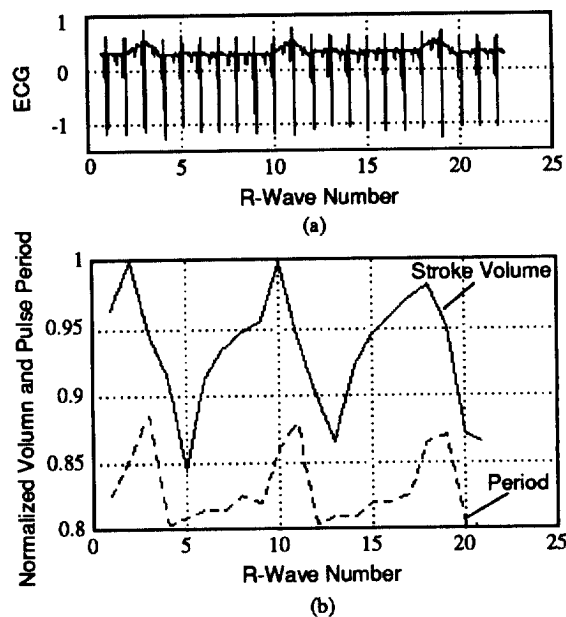 1
0
-1
ECG
0 5 10 15 20 25
R-Wave Number
(a)
1
0.95
0.9
0.85
0.8
Normalized Volumn and Pulse Period
Stroke Volume
Period
0 5 10 15 20 25
R-Wave Number
(b)